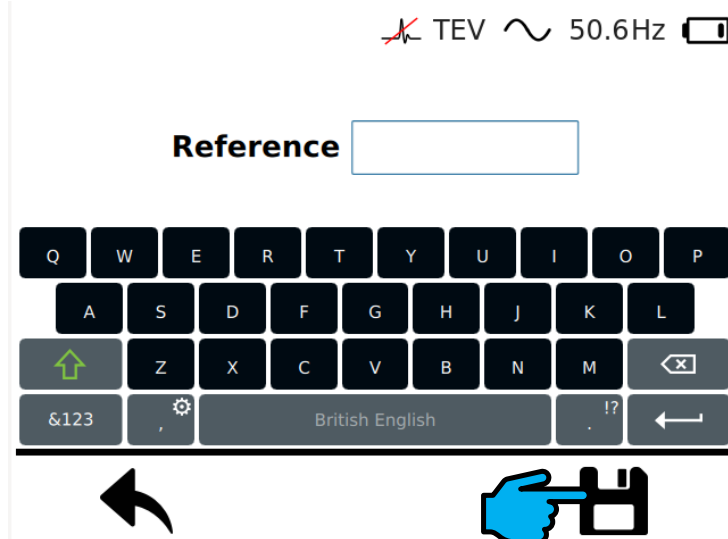 TEV 50.6Hz
Reference
Q W E R T Y U I O P
A S D F G H J K L
Z X C V B N M
&123 , British English . !?